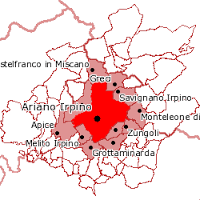 stelfranco in Miscano
Greci
Savignano Irpino
Ariano Irpino
Monteleone di
Apice
Zungoli
Melito Irpino
Grottaminarda